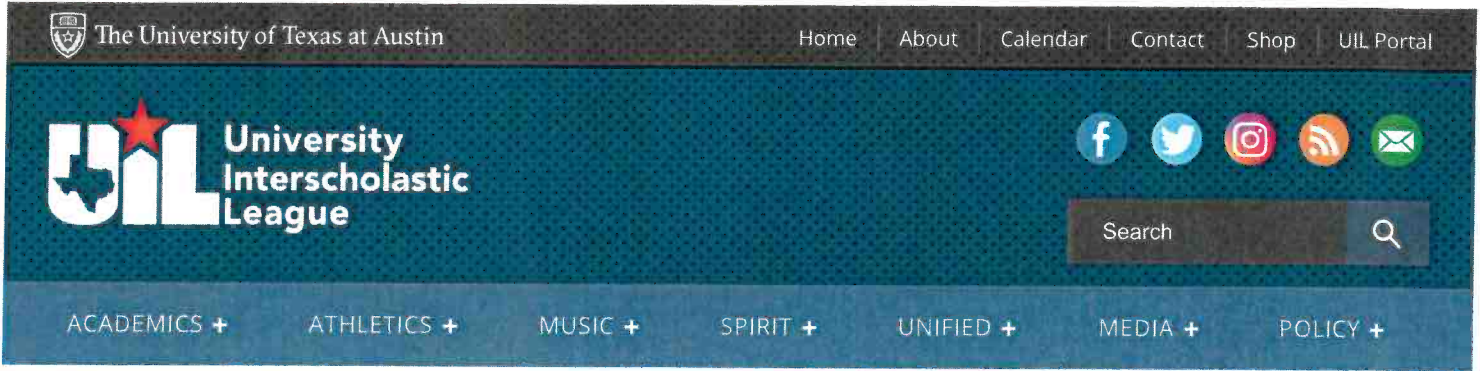 The University of Texas at Austin
Home About Calendar Contact Shop UIL Portal
UIL
University
Interscholastic
League
Search
ACADEMICS + ATHLETICS + MUSIC + SPIRIT + UNIFIED + MEDIA + POLICY +